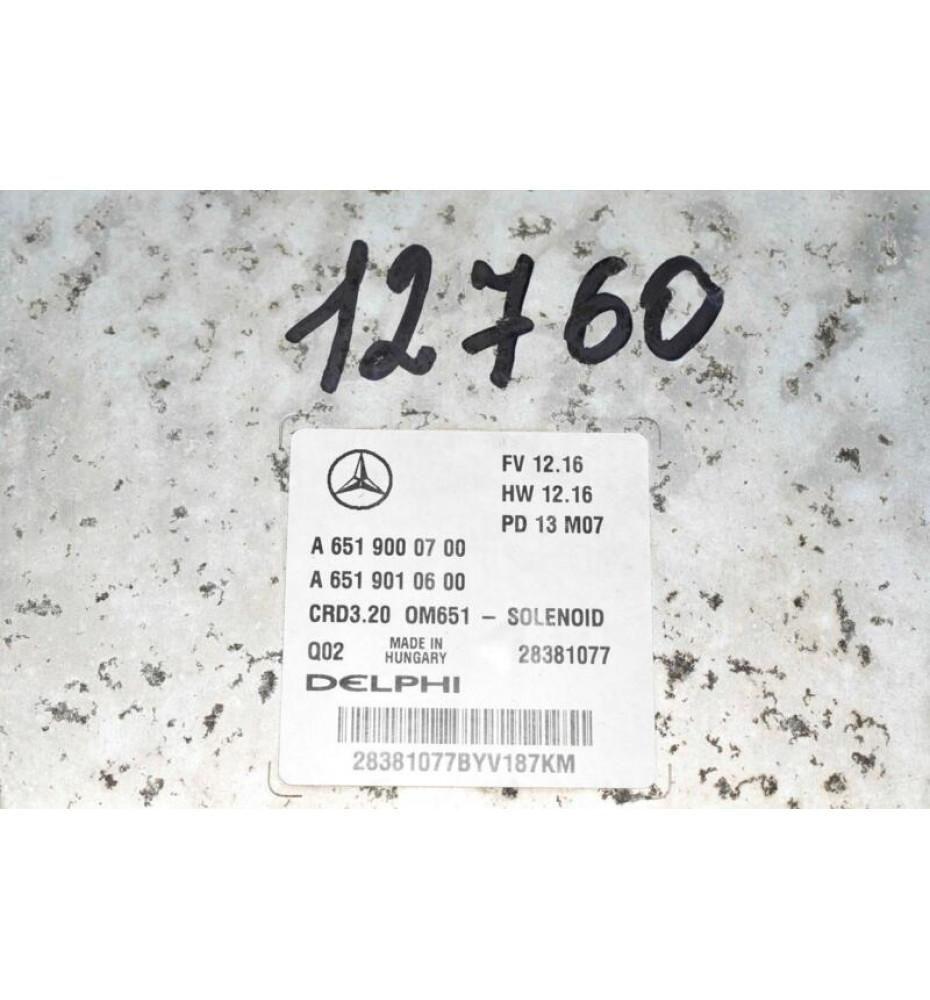 12760
FV 12.16
HW 12.16
PD 13 M07
A 651 900 07 00
A 651 901 06 00
CRD3.20 OM651 – SOLENOID
Q02 MADE IN HUNGARY 28381077
DELPHI
28381077BYV187KM